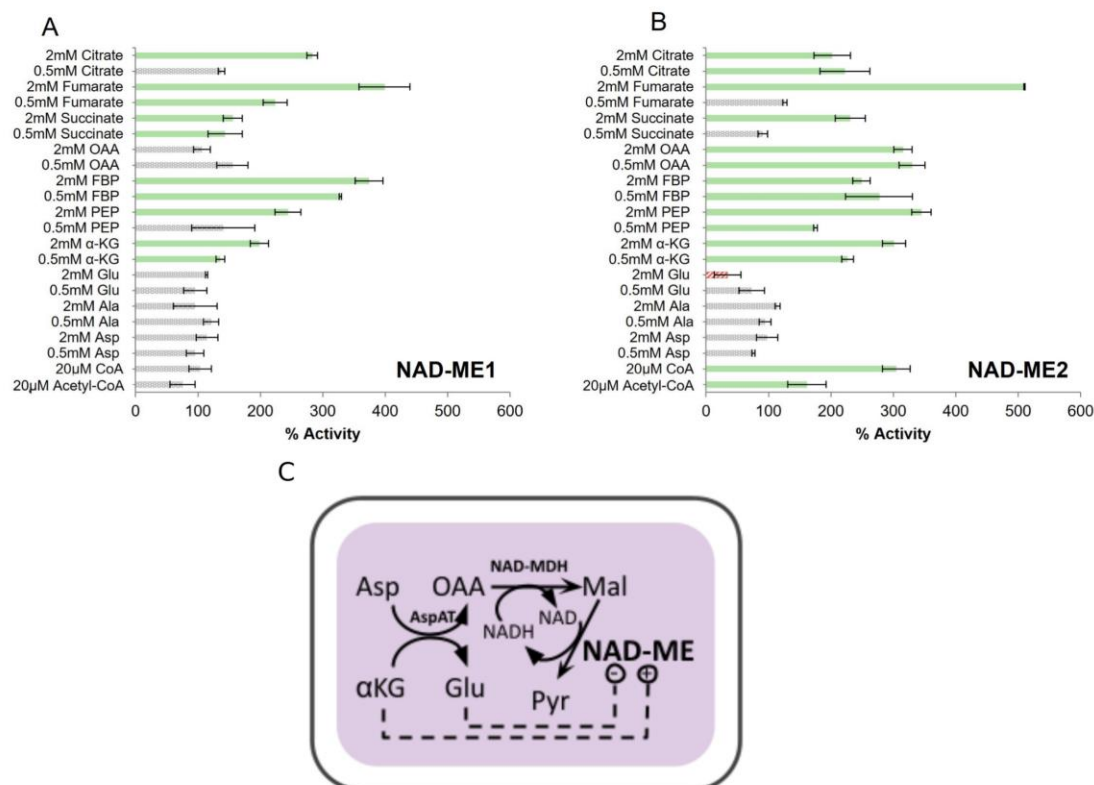 A
2mM Citrate
0.5mM Citrate
2mM Fumarate
0.5mM Fumarate
2mM Succinate
0.5mM Succinate
2mM OAA
0.5mM OAA
2mM FBP
0.5mM FBP
2mM PEP
0.5mM PEP
2mM α-KG
0.5mM α-KG
2mM Glu
0.5mM Glu
2mM Ala
0.5mM Ala
2mM Asp
0.5mM Asp
20µM CoA
20µM Acetyl-CoA
NAD-ME1
0 100 200 300 400 500 600
% Activity
B
2mM Citrate
0.5mM Citrate
2mM Fumarate
0.5mM Fumarate
2mM Succinate
0.5mM Succinate
2mM OAA
0.5mM OAA
2mM FBP
0.5mM FBP
2mM PEP
0.5mM PEP
2mM α-KG
0.5mM α-KG
2mM Glu
0.5mM Glu
2mM Ala
0.5mM Ala
2mM Asp
0.5mM Asp
20µM CoA
20µM Acetyl-CoA
NAD-ME2
0 100 200 300 400 500 600
% Activity
C
NAD-MDH
Asp OAA Mal
AspAT
NADH NAD
NAD-ME
- +
αKG Glu Pyr